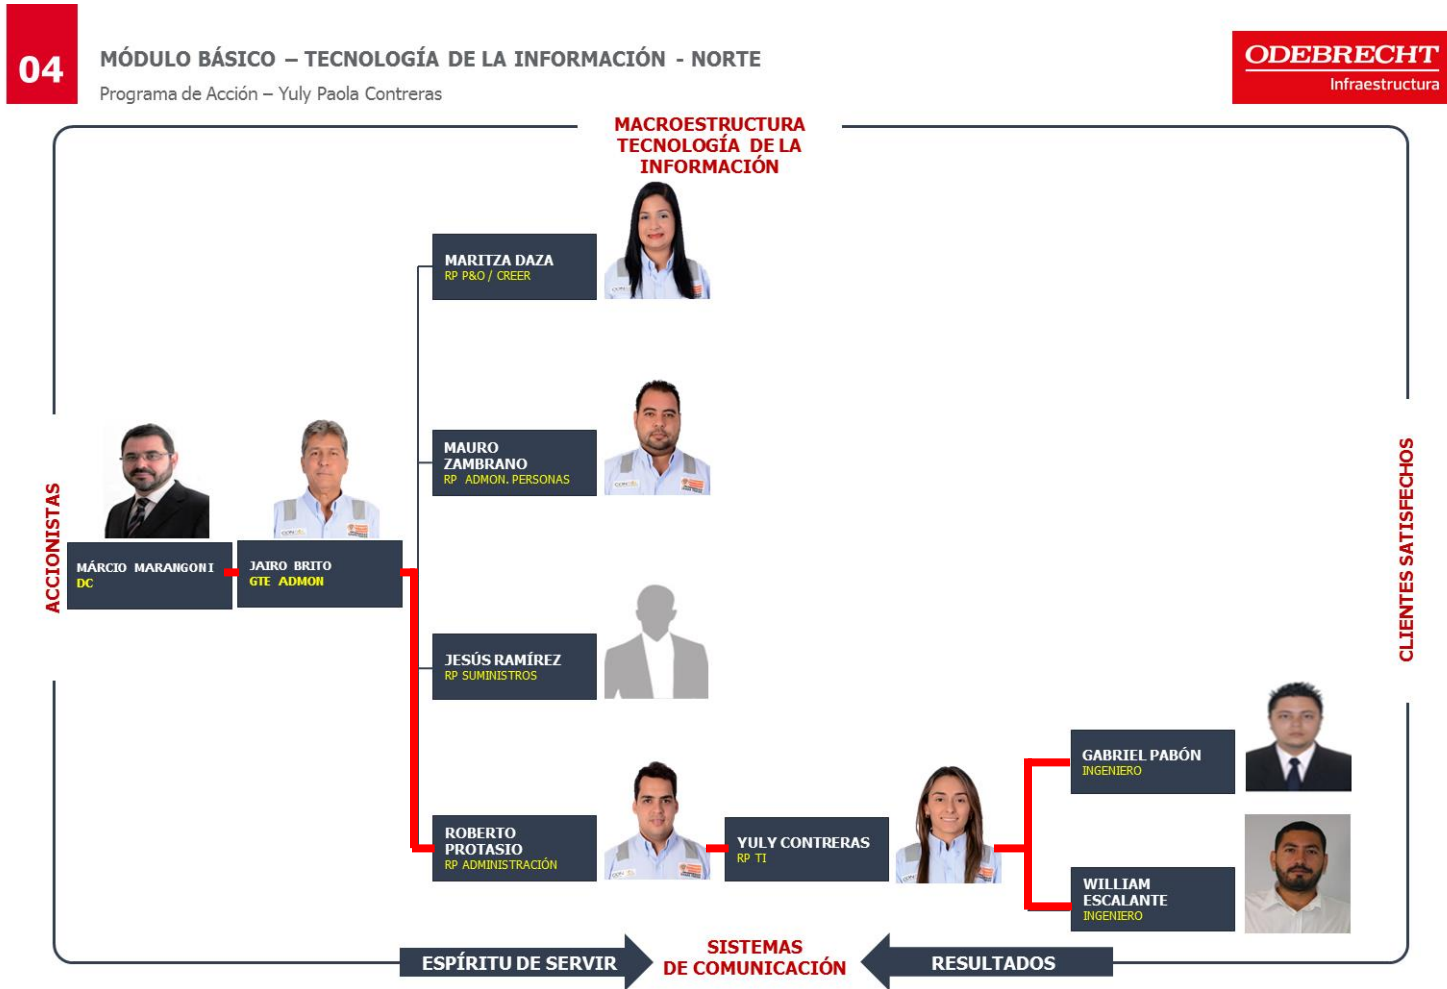 04
MÓDULO BÁSICO – TECNOLOGÍA DE LA INFORMACIÓN - NORTE
Programa de Acción – Yuly Paola Contreras
ODEBRECHT
Infraestructura
MACROESTRUCTURA
TECNOLOGÍA DE LA
INFORMACIÓN
MARITZA DAZA
RP P&O / CREER
MAURO
ZAMBRANO
RP ADMON. PERSONAS
ACCIONISTAS
MÁRCIO MARANGONI
DC
JAIRO BRITO
GTE ADMON
CLIENTES SATISFECHOS
JESÚS RAMÍREZ
RP SUMINISTROS
ROBERTO
PROTASIO
RP ADMINISTRACIÓN
YULY CONTRERAS
RP TI
GABRIEL PABÓN
INGENIERO
WILLIAM
ESCALANTE
INGENIERO
ESPÍRITU DE SERVIR
SISTEMAS
DE COMUNICACIÓN
RESULTADOS